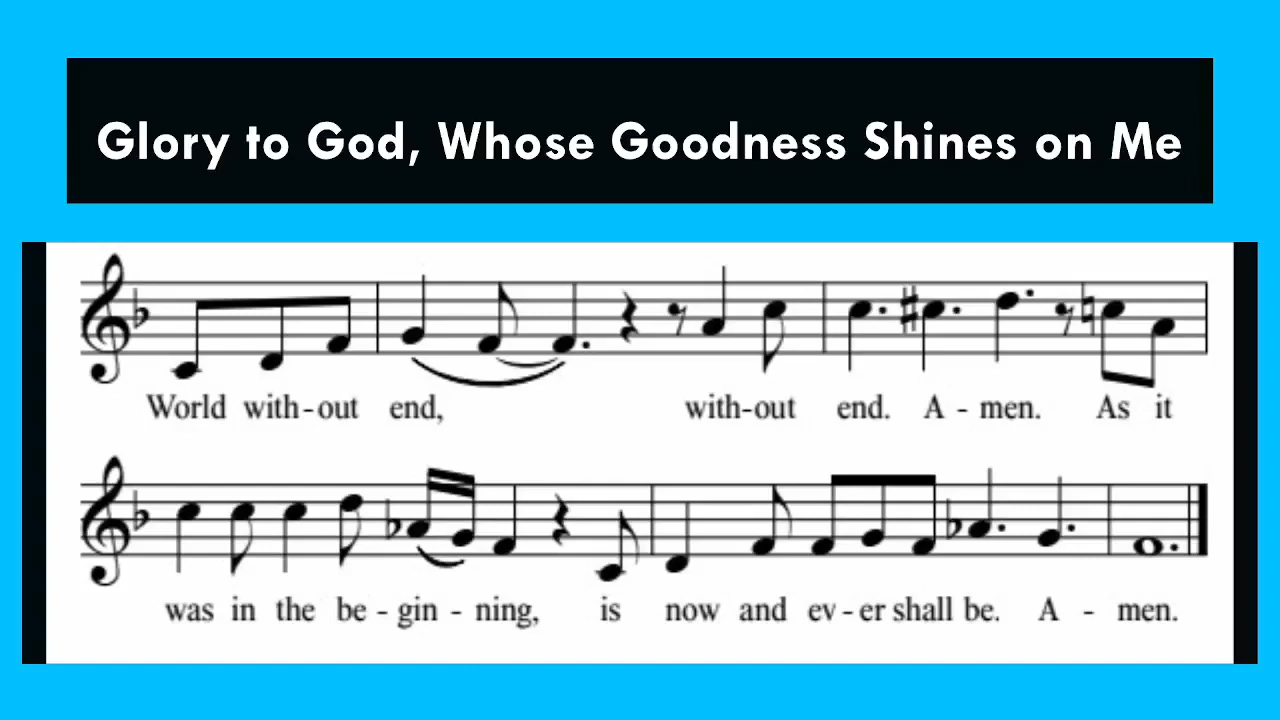 Glory to God, Whose Goodness Shines on Me
World with-out end, with-out end. A - men. As it
was in the be - gin - ning, is now and ev - er shall be. A - men.